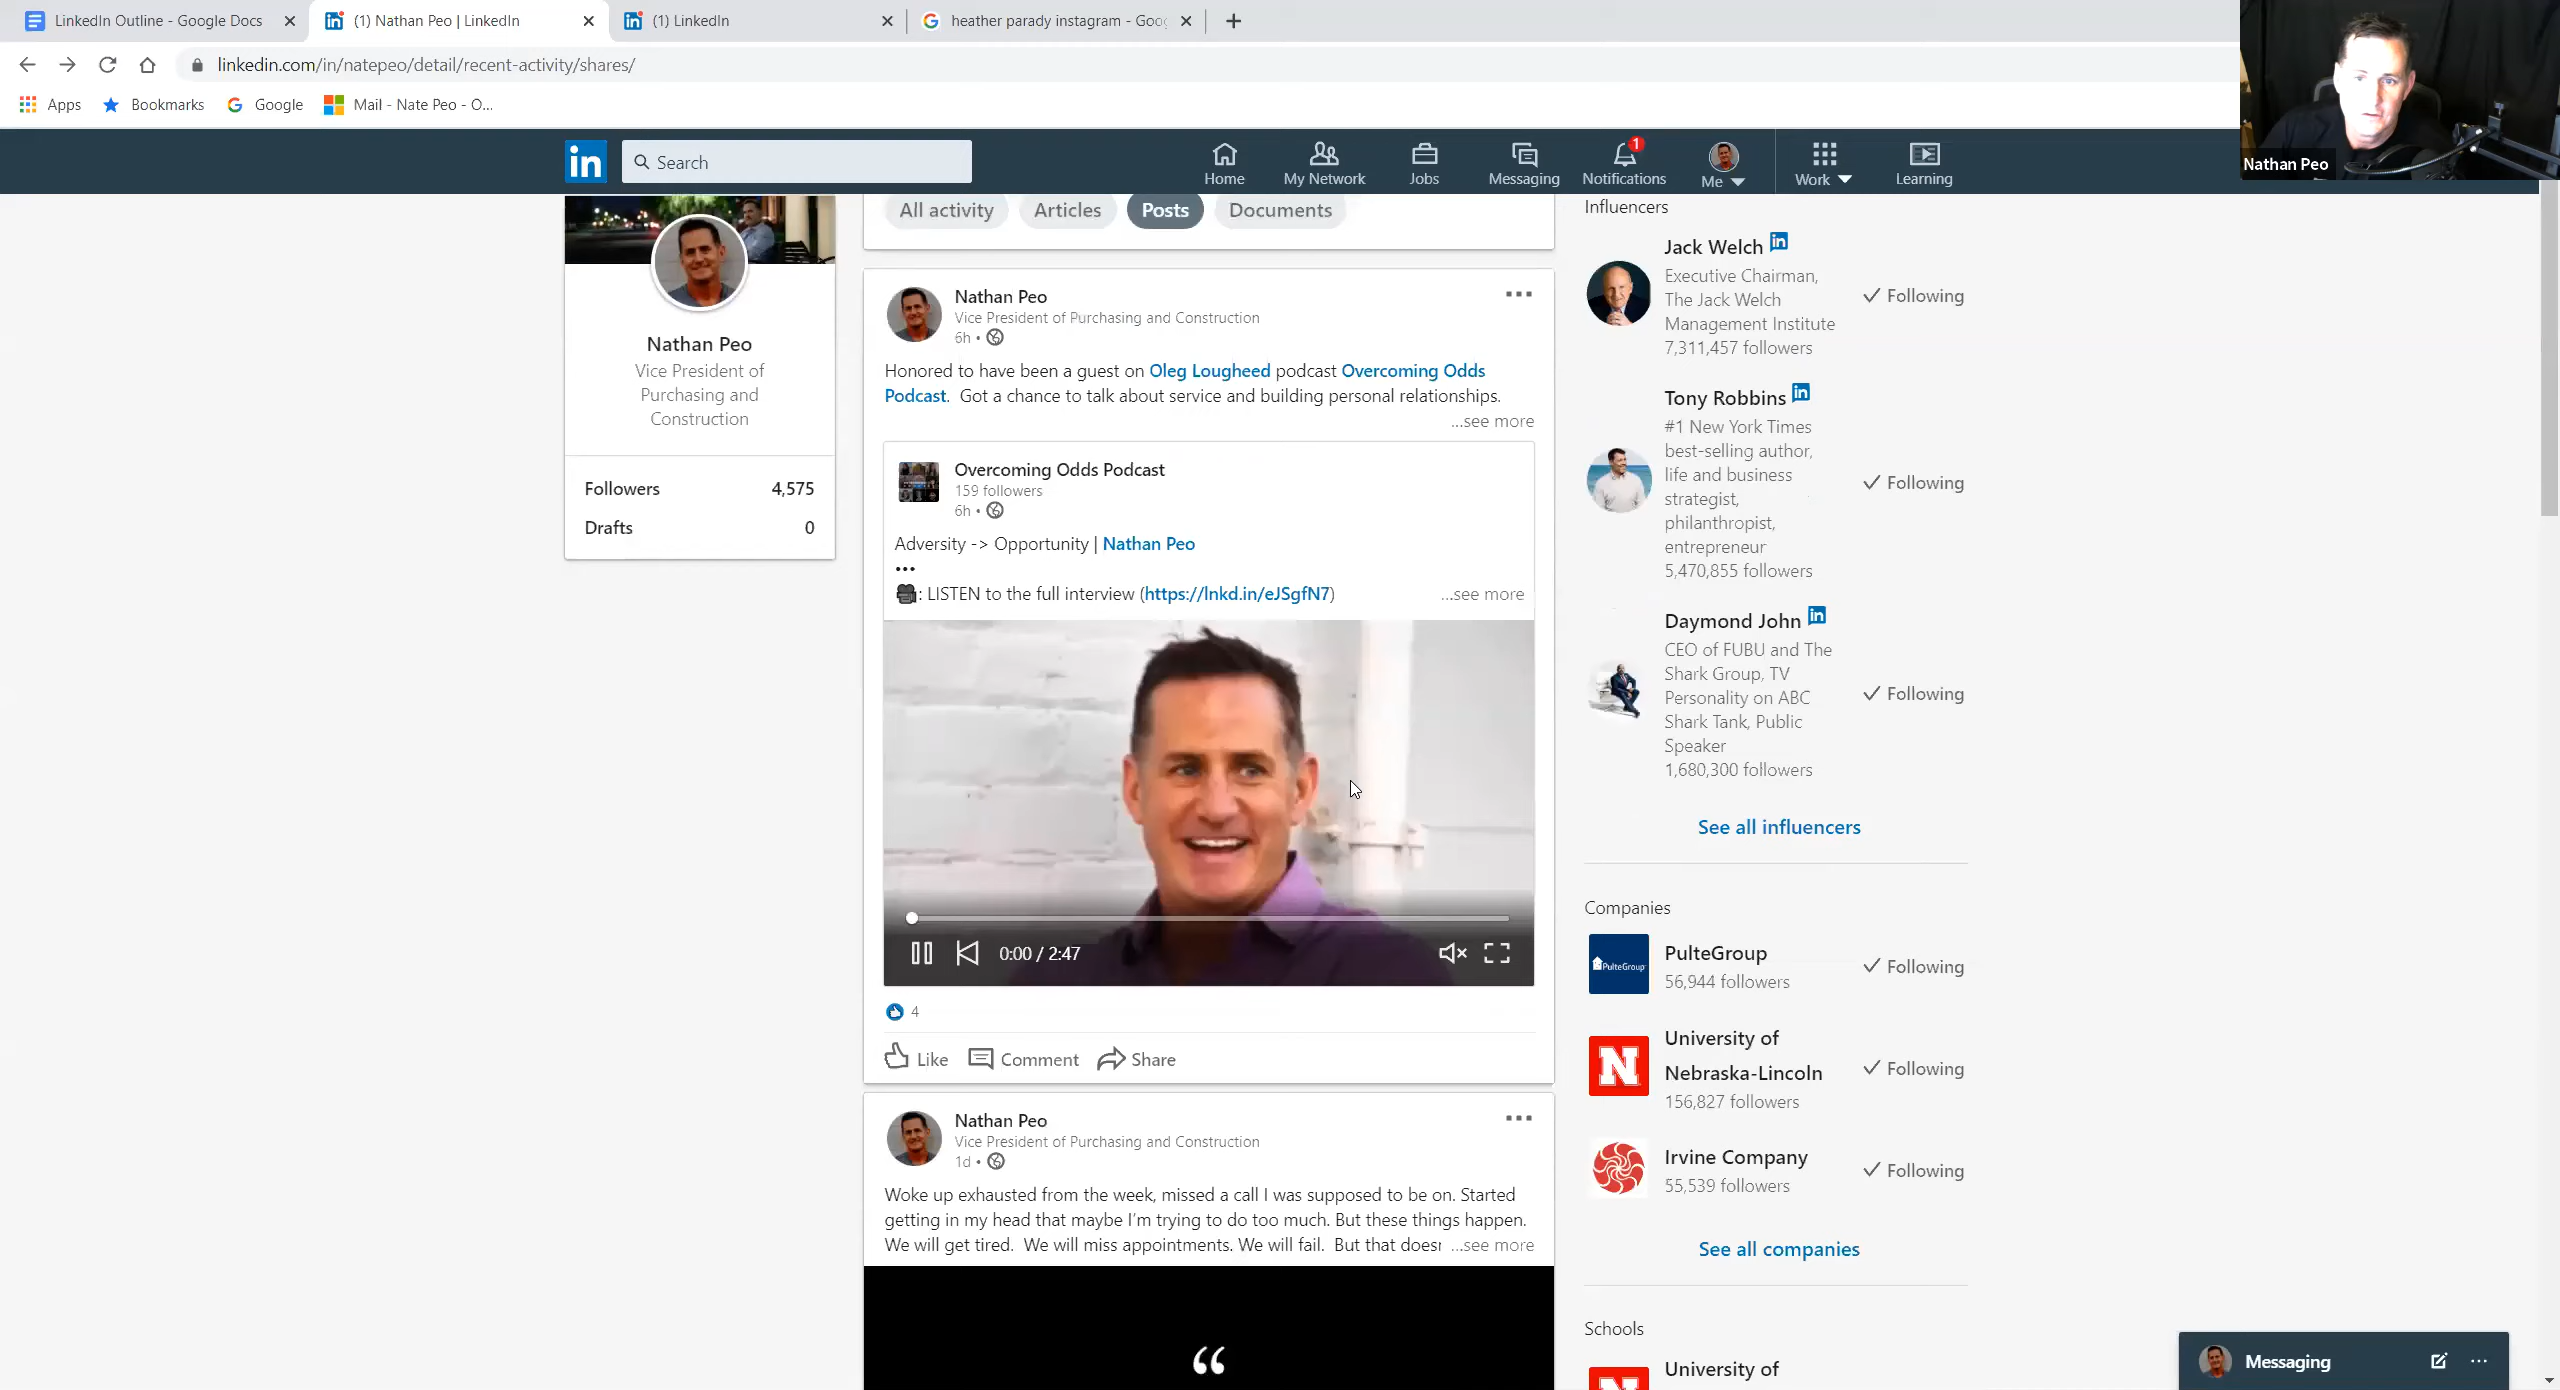 LinkedIn Outline - Google Docs
(1) Nathan Peo | LinkedIn
(1) LinkedIn
heather parady instagram - Goo
linkedin.com/in/natepeo/detail/recent-activity/shares/
Apps
Bookmarks
Google
Mail - Nate Peo - O...
Nathan Peo
in
Search
Home
My Network
Jobs
Messaging
1
Notifications
Me
Work
Learning
Nathan Peo
Vice President of
Purchasing and
Construction
Followers 4,575
Drafts 0
All activity
Articles
Posts
Documents
Nathan Peo
Vice President of Purchasing and Construction
6h •
Honored to have been a guest on Oleg Lougheed podcast Overcoming Odds
Podcast. Got a chance to talk about service and building personal relationships.
...see more
Overcoming Odds Podcast
159 followers
6h •
Adversity -> Opportunity | Nathan Peo
•••
: LISTEN to the full interview (https://lnkd.in/eJSgfN7) ...see more
0:00 / 2:47
4
Like
Comment
Share
Nathan Peo
Vice President of Purchasing and Construction
1d •
Woke up exhausted from the week, missed a call I was supposed to be on. Started
getting in my head that maybe I'm trying to do too much. But these things happen.
We will get tired. We will miss appointments. We will fail. But that does ...see more
“
Influencers
Jack Welch in
Executive Chairman,
The Jack Welch
Management Institute
7,311,457 followers
Following
Tony Robbins in
#1 New York Times
best-selling author,
life and business
strategist,
philanthropist,
entrepreneur
5,470,855 followers
Following
Daymond John in
CEO of FUBU and The
Shark Group, TV
Personality on ABC
Shark Tank, Public
Speaker
1,680,300 followers
Following
See all influencers
Companies
PulteGroup
PulteGroup
56,944 followers
Following
N
University of
Nebraska-Lincoln
156,827 followers
Following
Irvine Company
55,539 followers
Following
See all companies
Schools
University of
Messaging